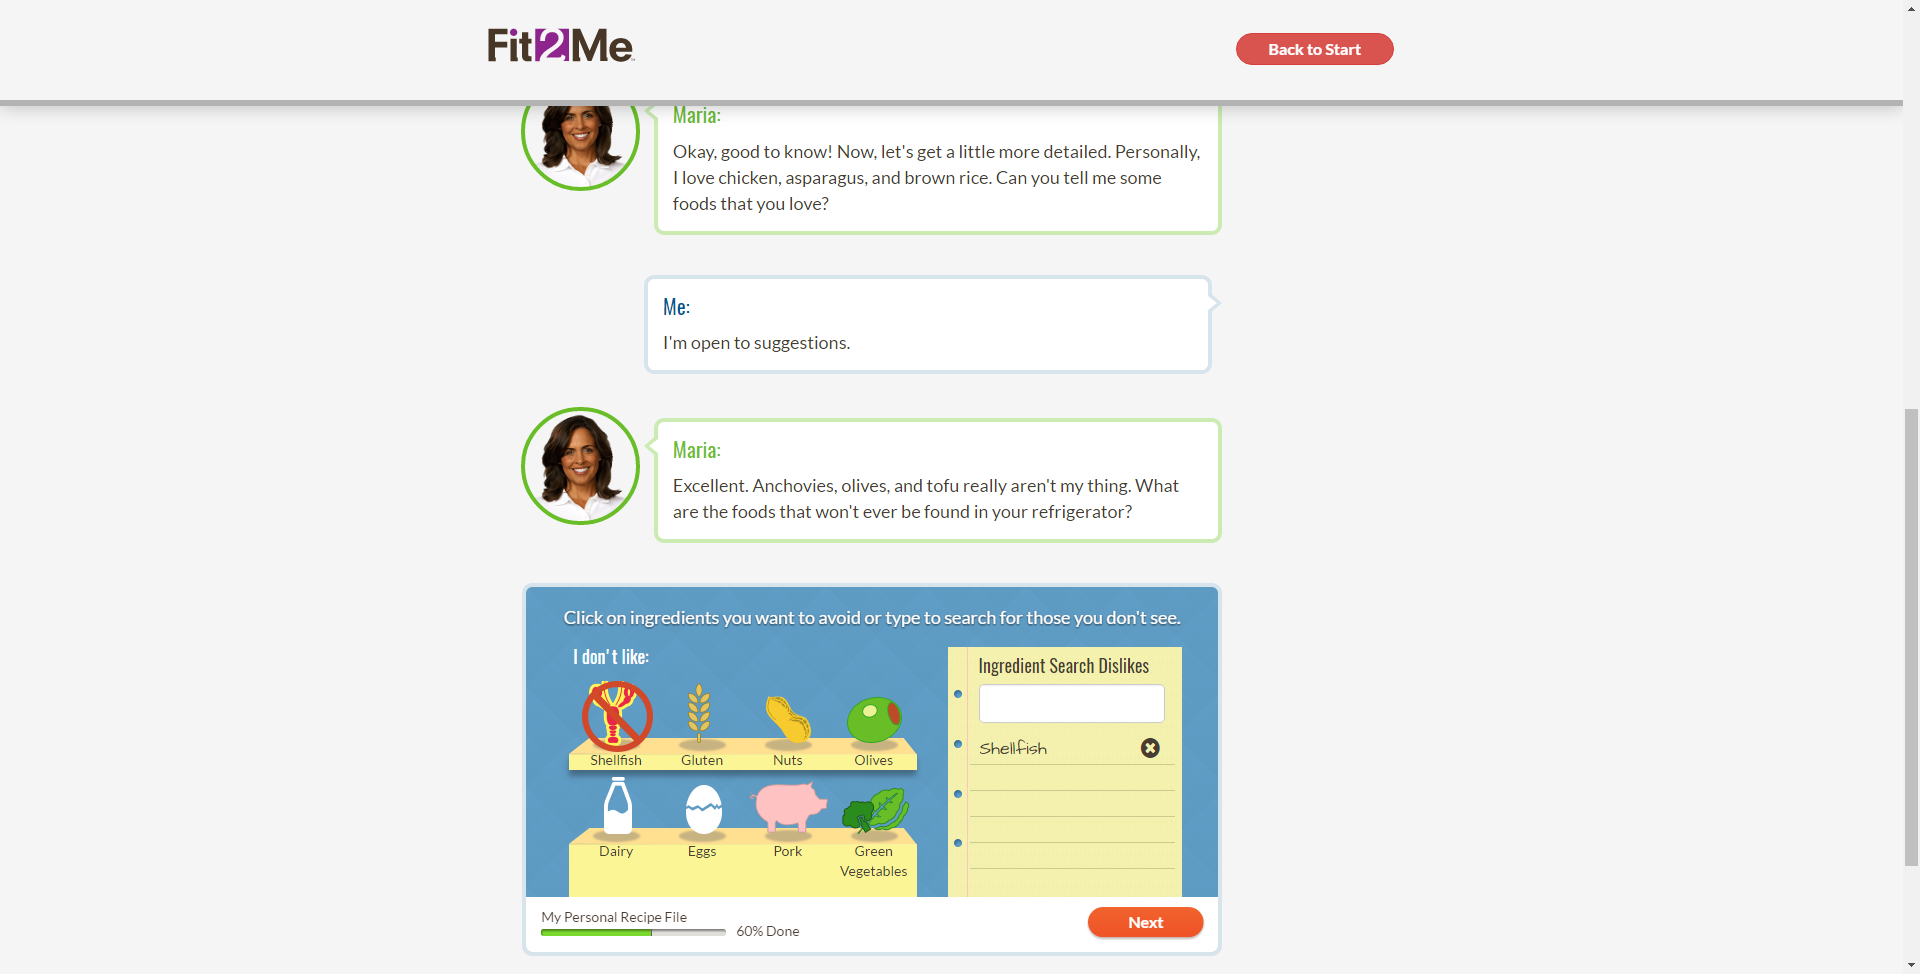 Fit2Me
Back to Start
Maria:
Okay, good to know! Now, let's get a little more detailed. Personally,
I love chicken, asparagus, and brown rice. Can you tell me some
foods that you love?
Me:
I'm open to suggestions.
Maria:
Excellent. Anchovies, olives, and tofu really aren't my thing. What
are the foods that won't ever be found in your refrigerator?
Click on ingredients you want to avoid or type to search for those you don't see.
I don't like:
Shellfish
Gluten
Nuts
Olives
Dairy
Eggs
Pork
Green
Vegetables
Ingredient Search Dislikes
Shellfish
My Personal Recipe File
60% Done
Next